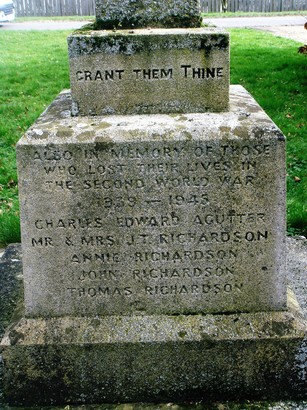 GRANT THEM THINE
ALSO IN MEMORY OF THOSE
WHO LOST THEIR LIVES IN
THE SECOND WORLD WAR
1939 — 1945
CHARLES EDWARD AGUTTER
MR & MRS. J.T. RICHARDSON
ANNIE RICHARDSON
JOHN RICHARDSON
THOMAS RICHARDSON